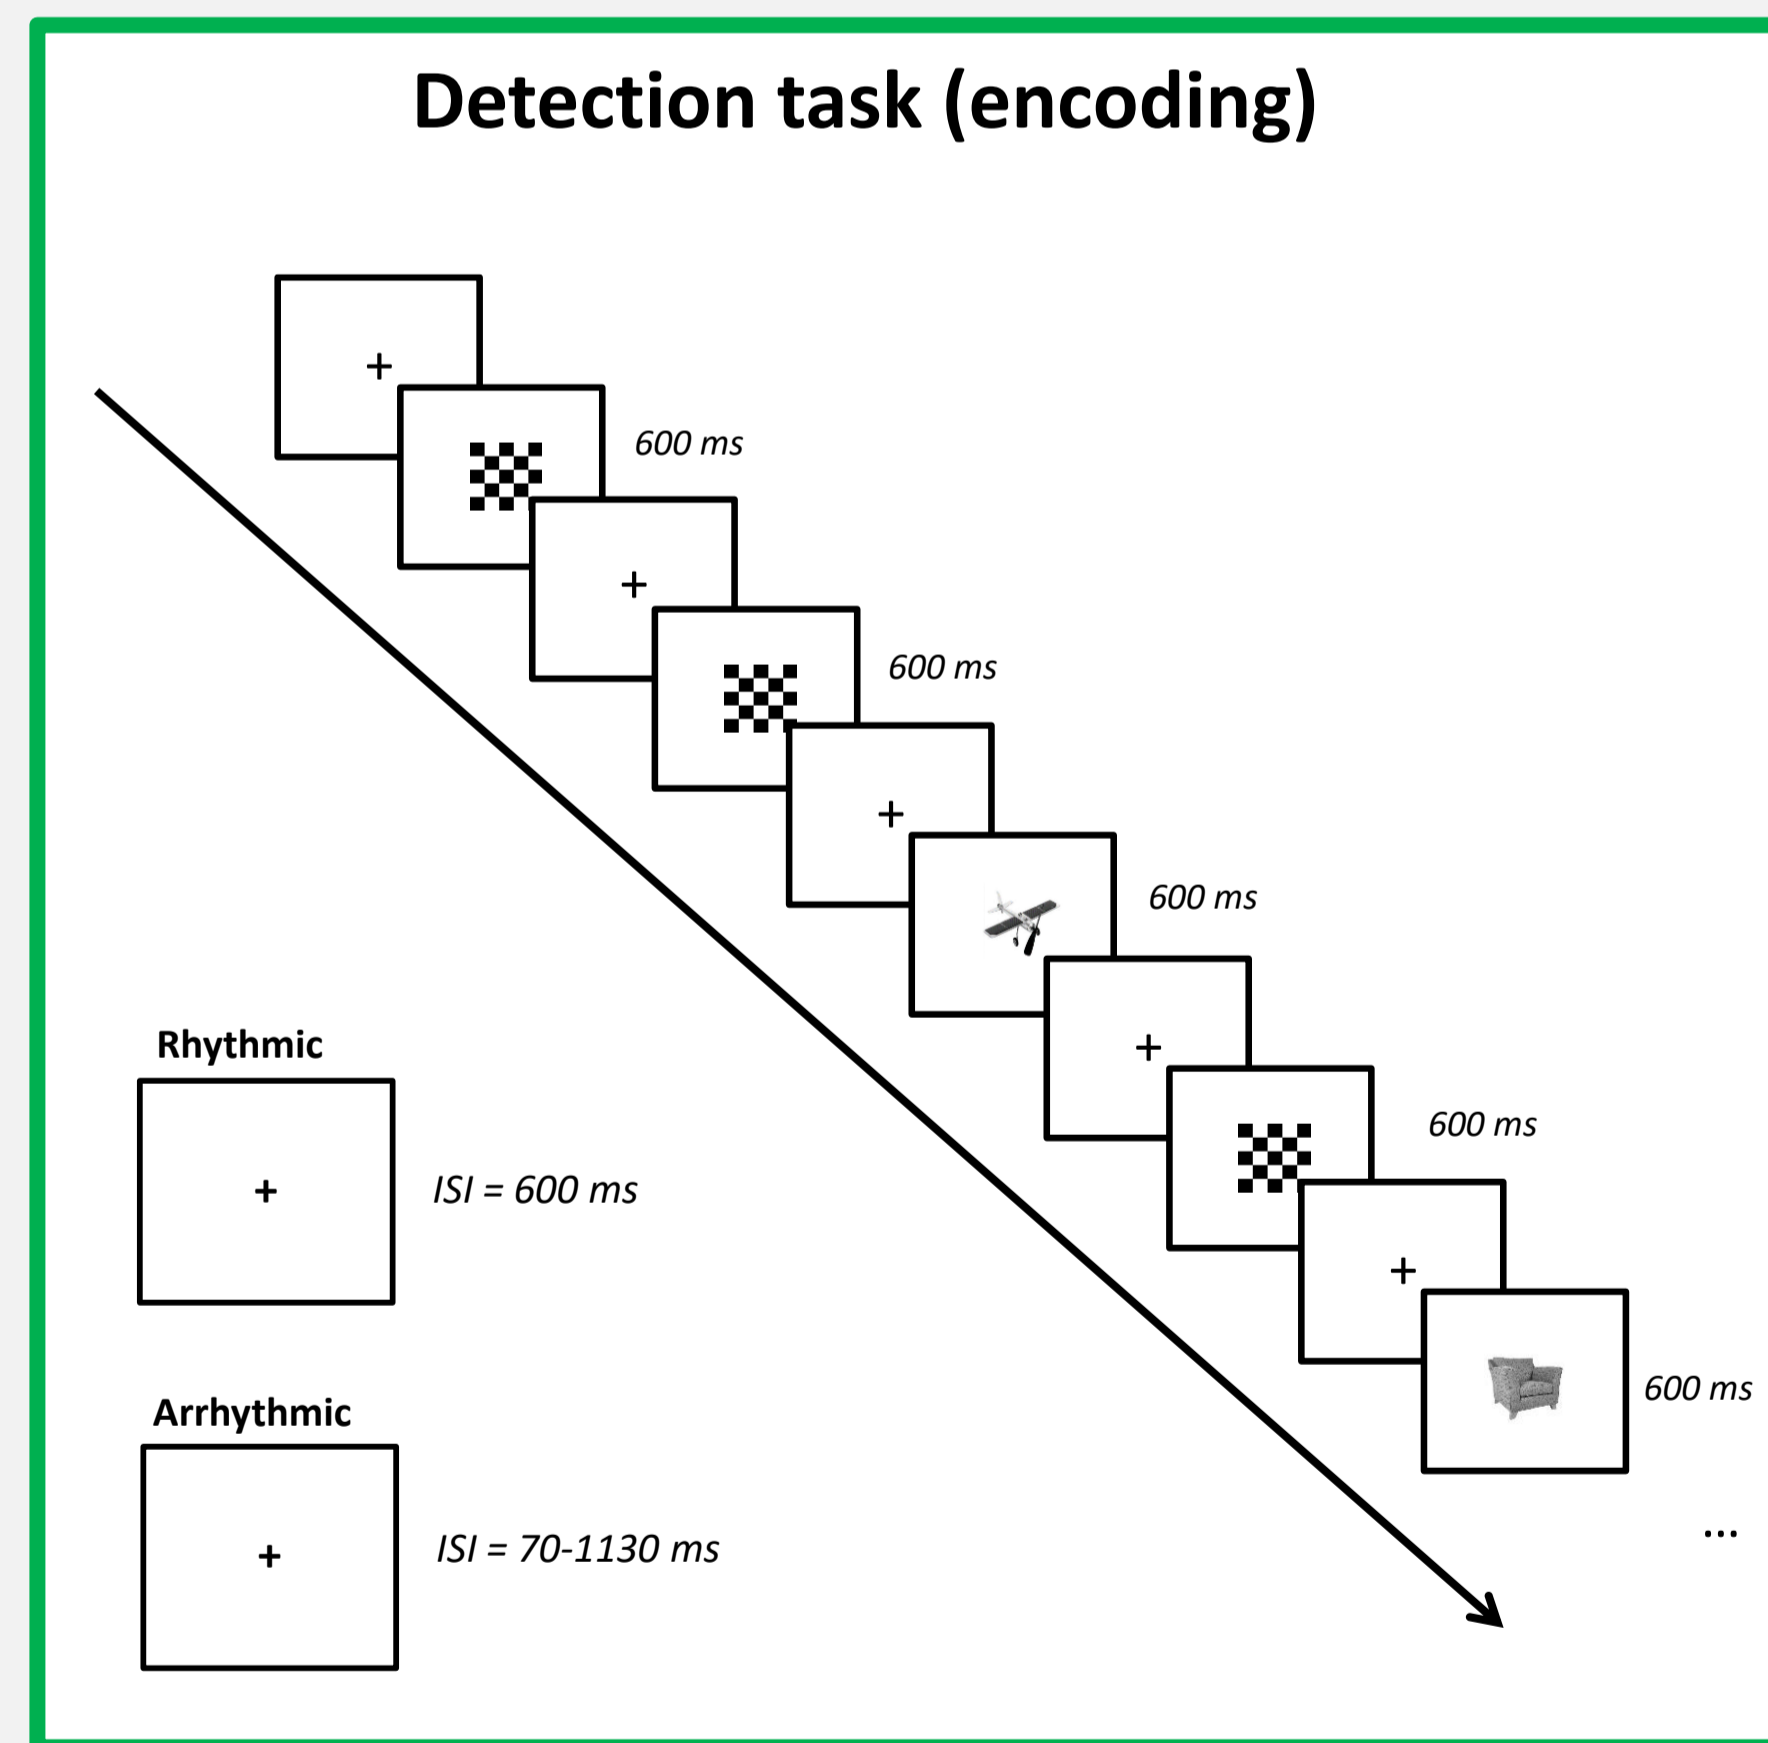 Detection task (encoding)
600 ms
600 ms
600 ms
600 ms
600 ms
...
Rhythmic
ISI = 600 ms
Arrhythmic
ISI = 70-1130 ms